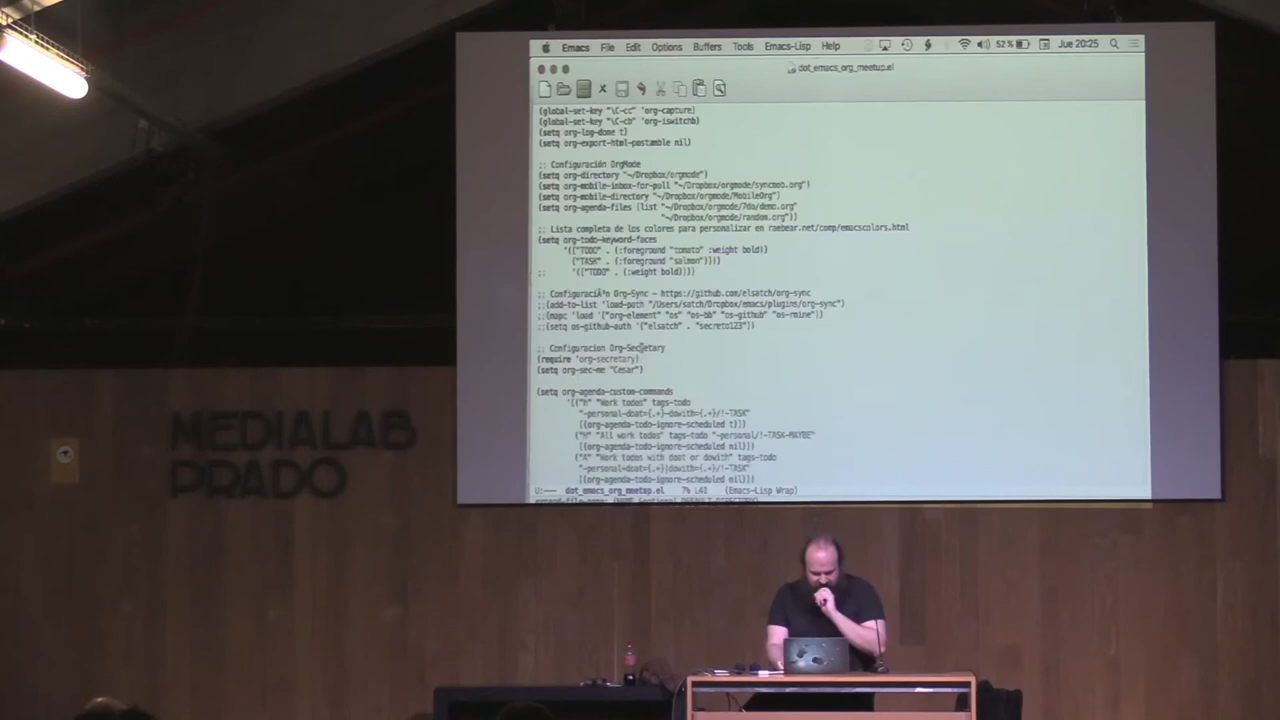 Emacs File Edit Options Buffers Tools Emacs-Lisp Help 52% Jue 20:25
dot_emacs_org_meetup.el
(global-set-key "\C-cc" 'org-capture)
(global-set-key "\C-cb" 'org-iswitchb)
(setq org-log-done t)
(setq org-export-html-postamble nil)
;; Configuración OrgMode
(setq org-directory "~/Dropbox/orgmode")
(setq org-mobile-inbox-for-pull "~/Dropbox/orgmode/syncmob.org")
(setq org-mobile-directory "~/Dropbox/orgmode/MobileOrg")
(setq org-agenda-files (list "~/Dropbox/orgmode/7do/demo.org"
"~/Dropbox/orgmode/random.org"))
;; Lista completa de los colores para personalizar en raebear.net/comp/emacscolors.html
(setq org-todo-keyword-faces
'(("TODO" . (:foreground "tomato" :weight bold))
("TASK" . (:foreground "salmon"))))
;; '(("TODO" . (:weight bold))))
;; ConfiguraciÃ³n Org-Sync – https://github.com/elsatch/org-sync
;;(add-to-list 'load-path "/Users/satch/Dropbox/emacs/plugins/org-sync")
;;(mapc 'load '("org-element" "os" "os-bb" "os-github" "os-rmine"))
;;(setq os-github-auth '("elsatch" . "secreto123"))
;; Configuracion Org-Secretary
(require 'org-secretary)
(setq org-sec-me "Cesar")
(setq org-agenda-custom-commands
'(("h" "Work todos" tags-todo
"-personal-doat={.+}-dowith={.+}/!-TASK"
((org-agenda-todo-ignore-scheduled t)))
("H" "All work todos" tags-todo "-personal/!-TASK-MAYBE"
((org-agenda-todo-ignore-scheduled nil)))
("A" "Work todos with doat or dowith" tags-todo
"-personal+doat={.+}|dowith={.+}/!-TASK"
((org-agenda-todo-ignore-scheduled nil)))
U:--- dot_emacs_org_meetup.el 7% L42 (Emacs-Lisp Wrap)
MEDIALAB
PRADO